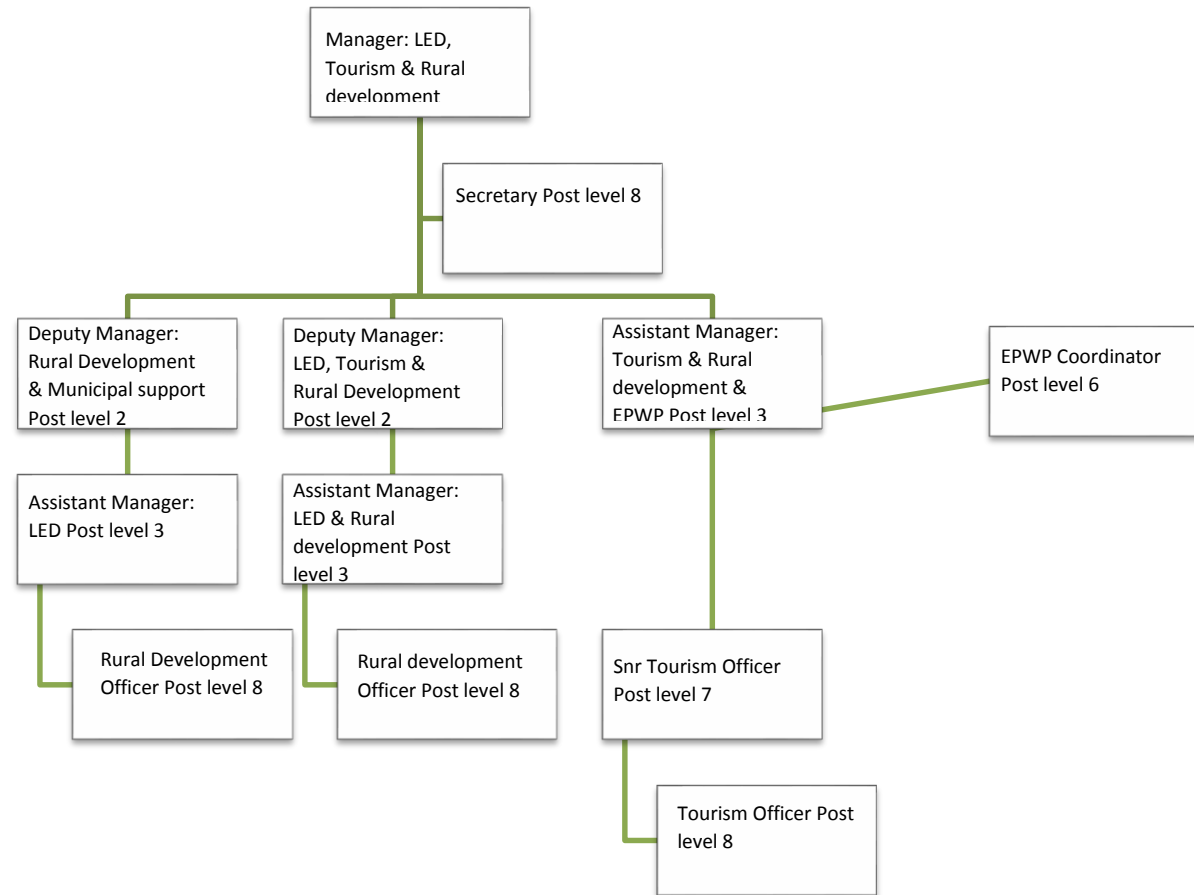 Manager: LED,
Tourism & Rural
development
Secretary Post level 8
Deputy Manager:
Rural Development
& Municipal support
Post level 2
Deputy Manager:
LED, Tourism &
Rural Development
Post level 2
Assistant Manager:
Tourism & Rural
development &
EPWP Post level 3
EPWP Coordinator
Post level 6
Assistant Manager:
LED Post level 3
Assistant Manager:
LED & Rural
development Post
level 3
Rural Development
Officer Post level 8
Rural development
Officer Post level 8
Snr Tourism Officer
Post level 7
Tourism Officer Post
level 8